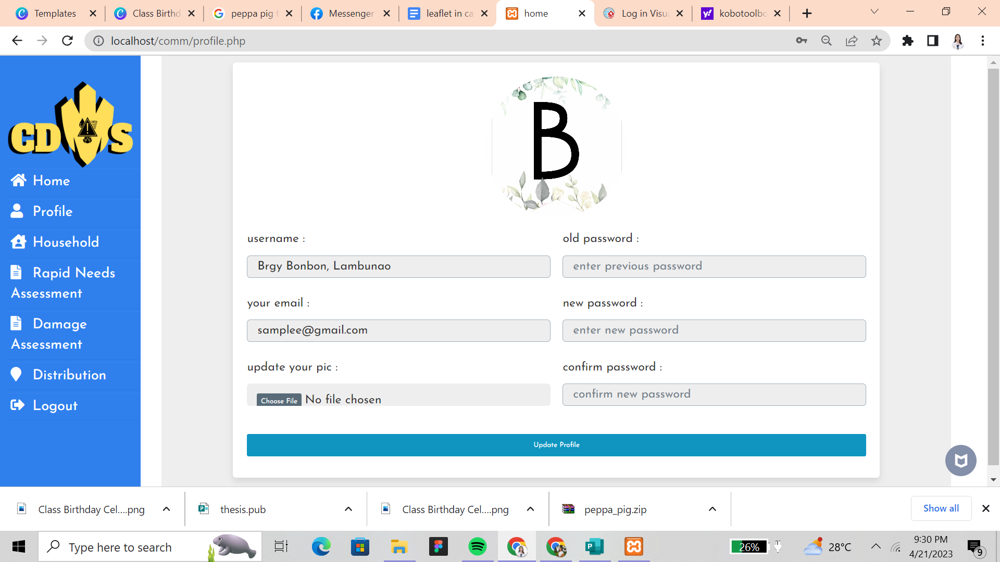 Templates
Class Birthd
peppa pig t
Messenger
leaflet in ca
home
Log in Visua
kobotoolbo
localhost/comm/profile.php
CDMS
Home
Profile
Household
Rapid Needs
Assessment
Damage
Assessment
Distribution
Logout
B
username :
Brgy Bonbon, Lambunao
your email :
samplee@gmail.com
update your pic :
Choose File No file chosen
old password :
enter previous password
new password :
enter new password
confirm password :
confirm new password
Update Profile
Class Birthday Cel....png
thesis.pub
Class Birthday Cel....png
peppa_pig.zip
Show all
Type here to search
26%
28°C
9:30 PM
4/21/2023
9